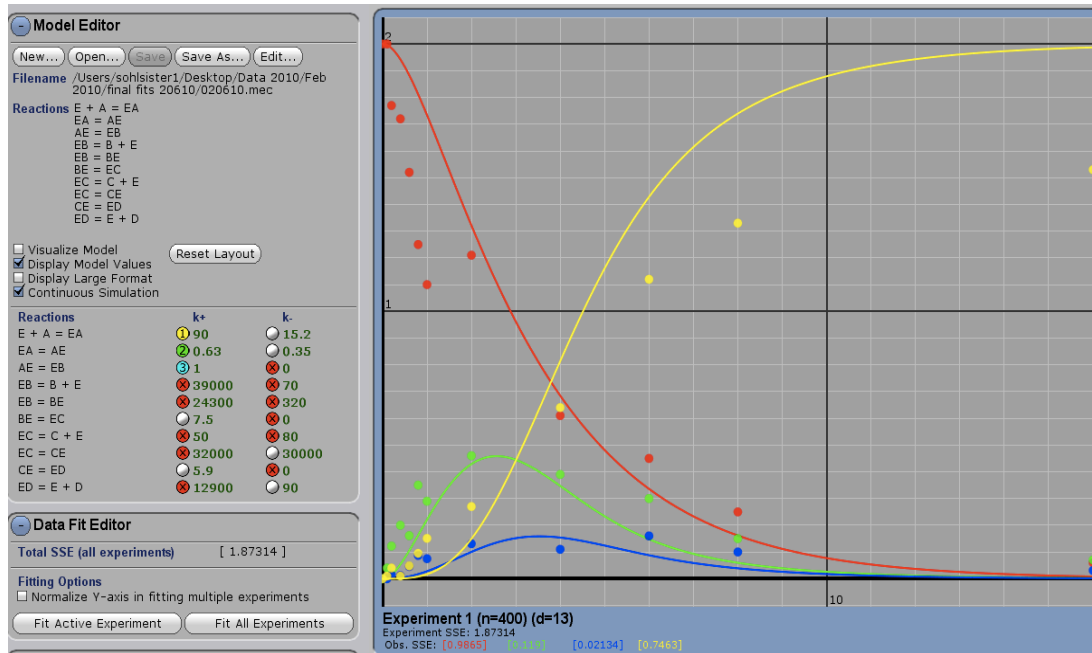 Model Editor
New... Open... Save Save As... Edit...
Filename /Users/sohlsister1/Desktop/Data 2010/Feb
2010/final fits 20610/020610.mec
Reactions E + A = EA
EA = AE
AE = EB
EB = B + E
EB = BE
BE = EC
EC = C + E
EC = CE
CE = ED
ED = E + D
Visualize Model
Reset Layout
Display Model Values
Display Large Format
Continuous Simulation
Reactions k+ k-
E + A = EA 1 90 15.2
EA = AE 2 0.63 0.35
AE = EB 3 1 0
EB = B + E 39000 70
EB = BE 24300 320
BE = EC 7.5 0
EC = C + E 50 80
EC = CE 32000 30000
CE = ED 5.9 0
ED = E + D 12900 90
Data Fit Editor
Total SSE (all experiments) [ 1.87314 ]
Fitting Options
Normalize Y-axis in fitting multiple experiments
Fit Active Experiment Fit All Experiments
2
1
10
Experiment 1 (n=400) (d=13)
Experiment SSE: 1.87314
Obs. SSE: [0.9865] [0.119] [0.02134] [0.7463]